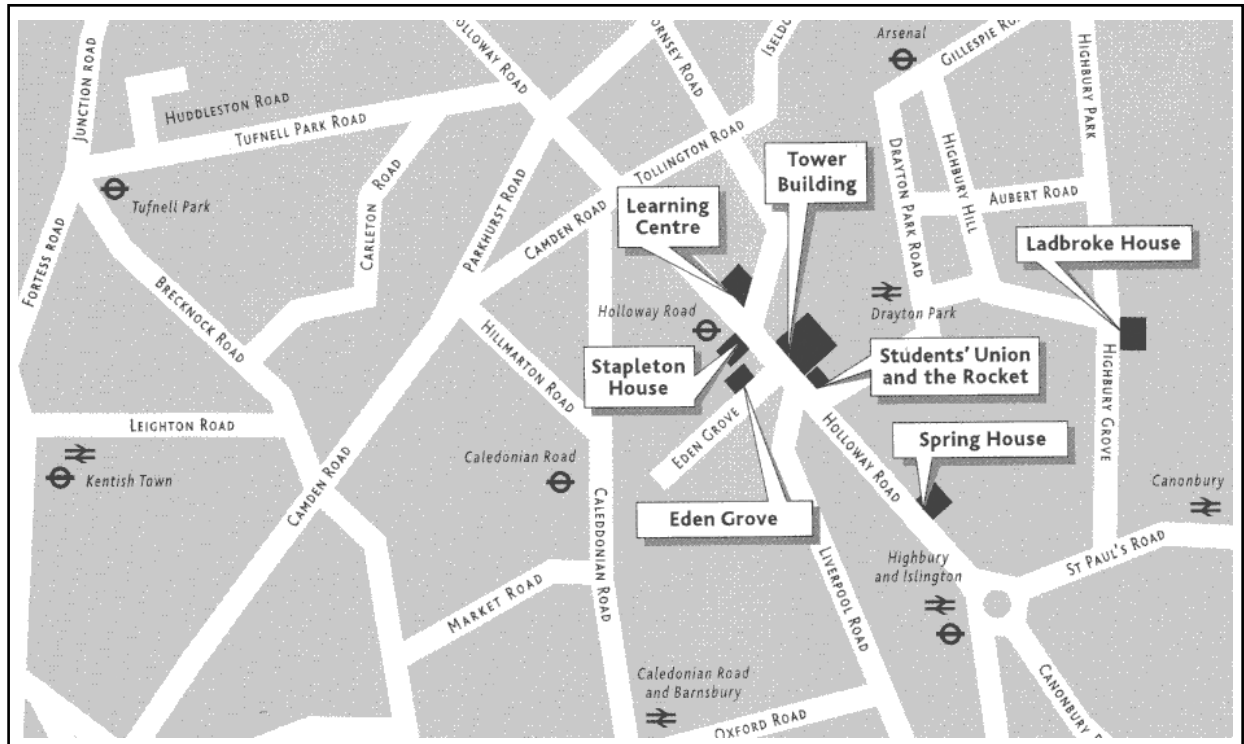 JUNCTION ROAD
HUDDLESTON ROAD
TUFNELL PARK ROAD
Tufnell Park
FORTESS ROAD
BRECKNOCK ROAD
CARLETON ROAD
PARKHURST ROAD
OLLOWAY ROAD
ORNSEY ROAD
ISELD
TOLLINGTON ROAD
CAMDEN ROAD
Arsenal
GILLESPIE RO
HIGHBURY PARK
HIGHBURY HILL
DRAYTON PARK ROAD
AUBERT ROAD
Tower
Building
Learning
Centre
Ladbroke House
Holloway Road
Drayton Park
Stapleton
House
Students' Union
and the Rocket
HILLMARTON ROAD
EDEN GROVE
HOLLOWAY ROAD
Spring House
HIGHBURY GROVE
LEIGHTON ROAD
Kentish Town
CAMDEN ROAD
Caledonian Road
CALEDONIAN ROAD
Eden Grove
Canonbury
ST PAUL'S ROAD
Highbury
and Islington
LIVERPOOL ROAD
MARKET ROAD
Caledonian Road
and Barnsbury
OXFORD ROAD
CANONBURY